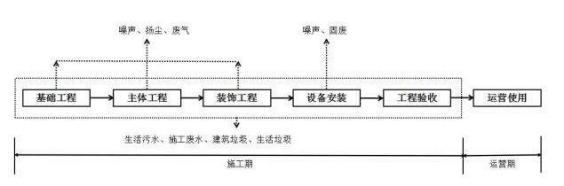 噪声、扬尘、废气
噪声、固废
基础工程 主体工程 装饰工程 设备安装 工程验收 运营使用
生活污水、施工废水、建筑垃圾、生活垃圾
施工期 运营期